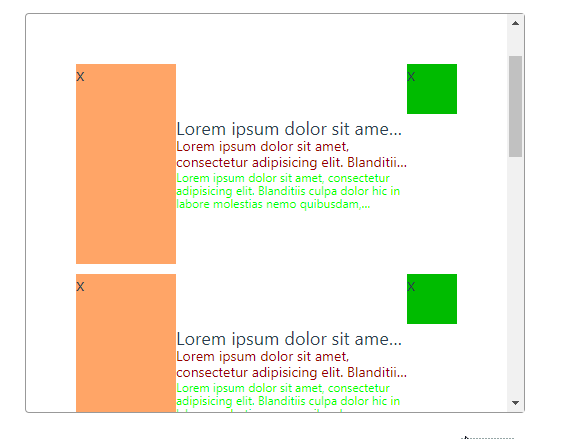 X
X
Lorem ipsum dolor sit ame...
Lorem ipsum dolor sit amet,
consectetur adipisicing elit. Blanditii...
Lorem ipsum dolor sit amet, consectetur
adipisicing elit. Blanditiis culpa dolor hic in
labore molestias nemo quibusdam,...
X
X
Lorem ipsum dolor sit ame...
Lorem ipsum dolor sit amet,
consectetur adipisicing elit. Blanditii...
Lorem ipsum dolor sit amet, consectetur
adipisicing elit. Blanditiis culpa dolor hic in